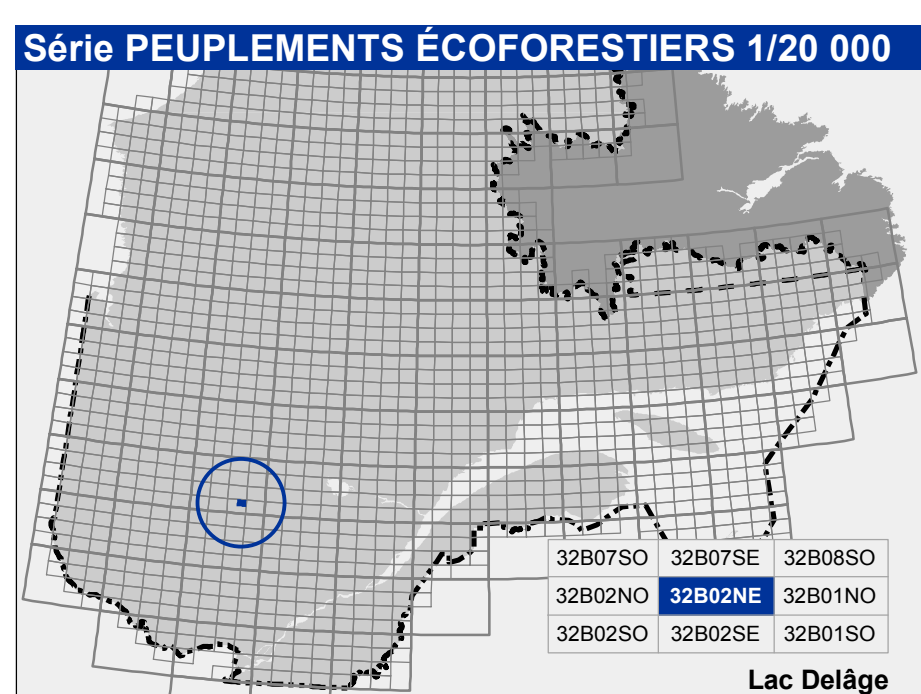 Série PEUPLEMENTS ÉCOFORESTIERS 1/20 000
32B07SO 32B07SE 32B08SO
32B02NO 32B02NE 32B01NO
32B02SO 32B02SE 32B01SO
Lac Delâge